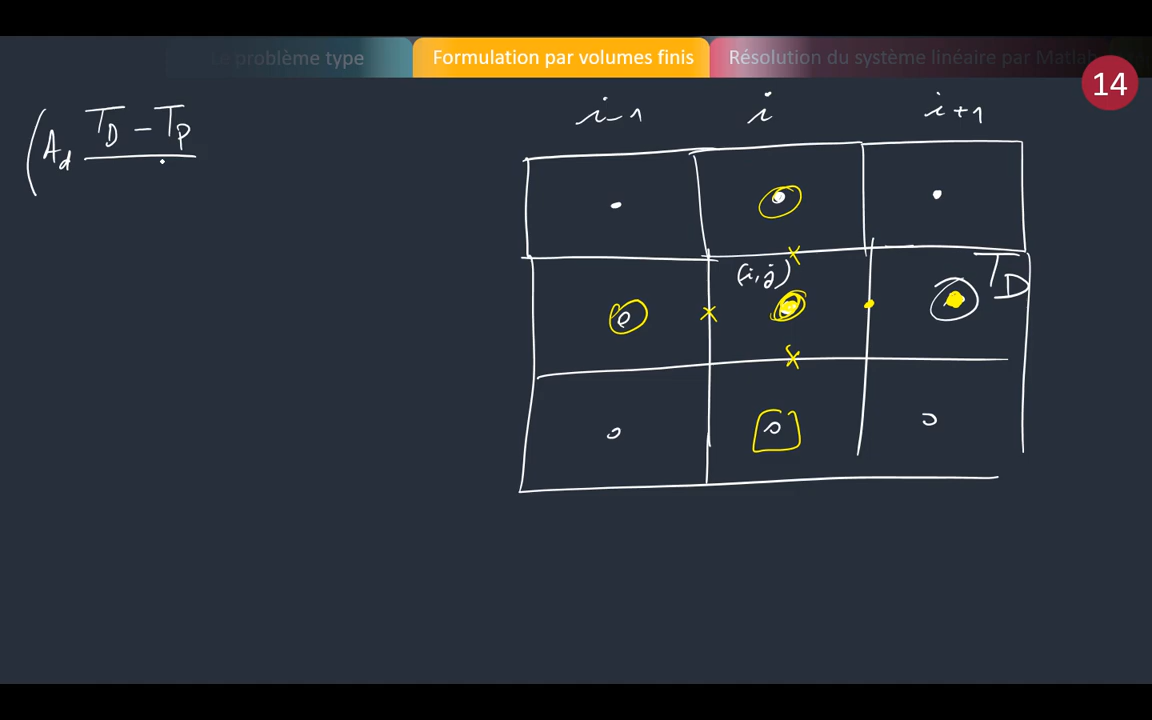 problème type
Formulation par volumes finis
Résolution du système linéaire par Matlab
14
(A_d (T_D - T_P)/
i-1 i i+1
(i,j)
T_D